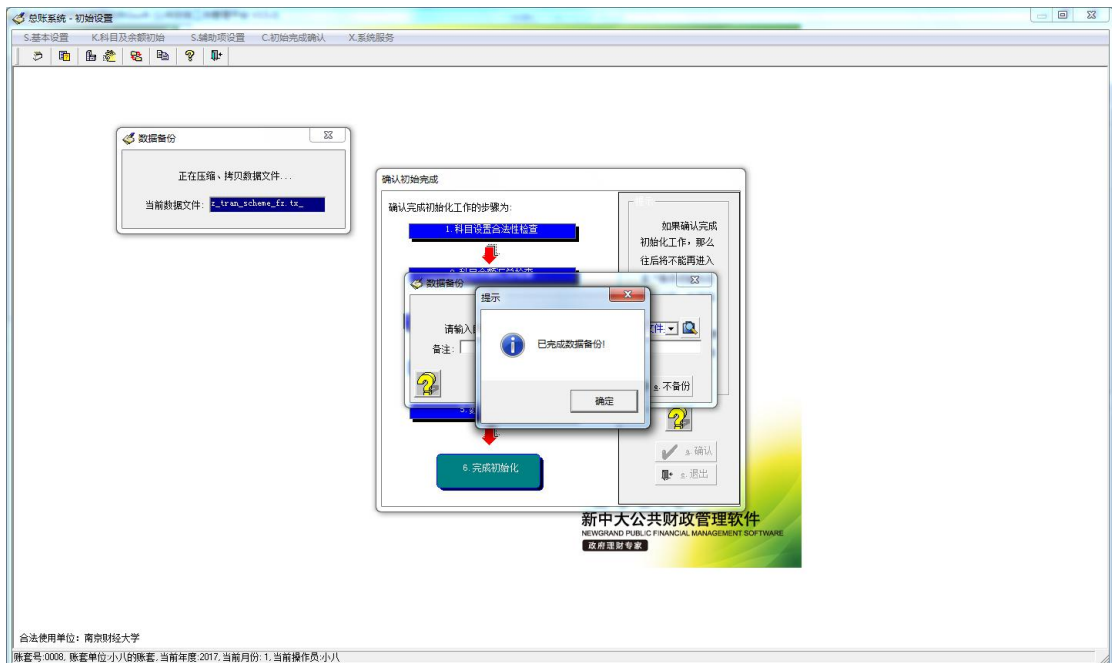 总账系统 - 初始设置
S.基本设置 K.科目及余额初始 S.辅助项设置 C.初始完成确认 X.系统服务
数据备份
正在压缩、拷贝数据文件...
当前数据文件: z_tran_scheme_fz.tx_
确认初始完成
确认完成初始化工作的步骤为:
1.科目设置合法性检查
如果确认完成
初始化工作，那么
往后将不能再进入
数据备份
提示
请输入
文件
备注:
已完成数据备份!
不备份
确定
6.完成初始化
确认
退出
新中大公共财政管理软件
NEWGRAND PUBLIC FINANCIAL MANAGEMENT SOFTWARE
政府理财专家
合法使用单位: 南京财经大学
账套号:0008, 账套单位:小八的账套, 当前年度:2017, 当前月份: 1, 当前操作员:小八